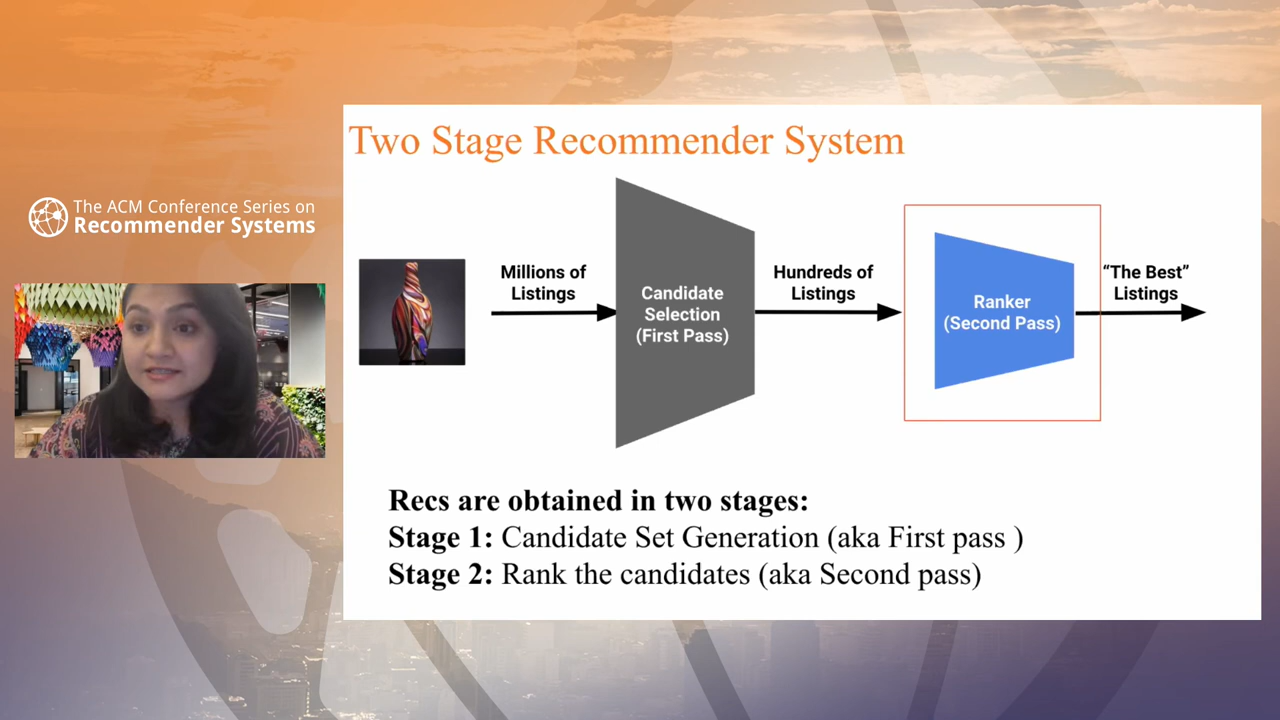 The ACM Conference Series on
Recommender Systems
Two Stage Recommender System
Millions of
Listings
Candidate
Selection
(First Pass)
Hundreds of
Listings
Ranker
(Second Pass)
“The Best”
Listings
Recs are obtained in two stages:
Stage 1: Candidate Set Generation (aka First pass )
Stage 2: Rank the candidates (aka Second pass)